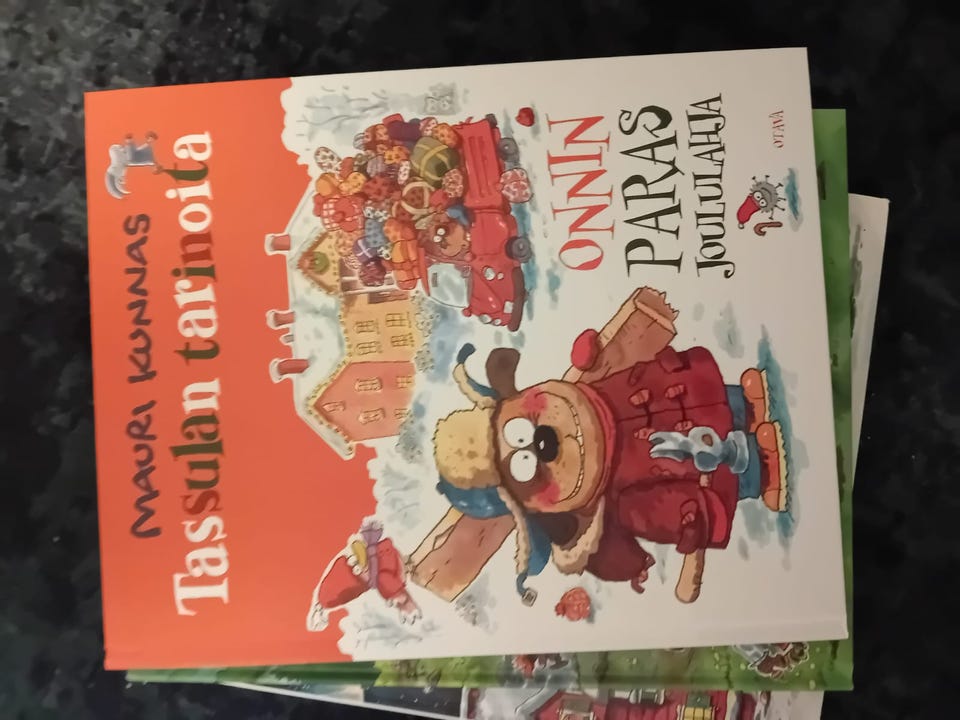 MAURI KUNNAS
Tassulan tarinoita
ONNIN
PARAS
JOULULAHJA
OTAVA